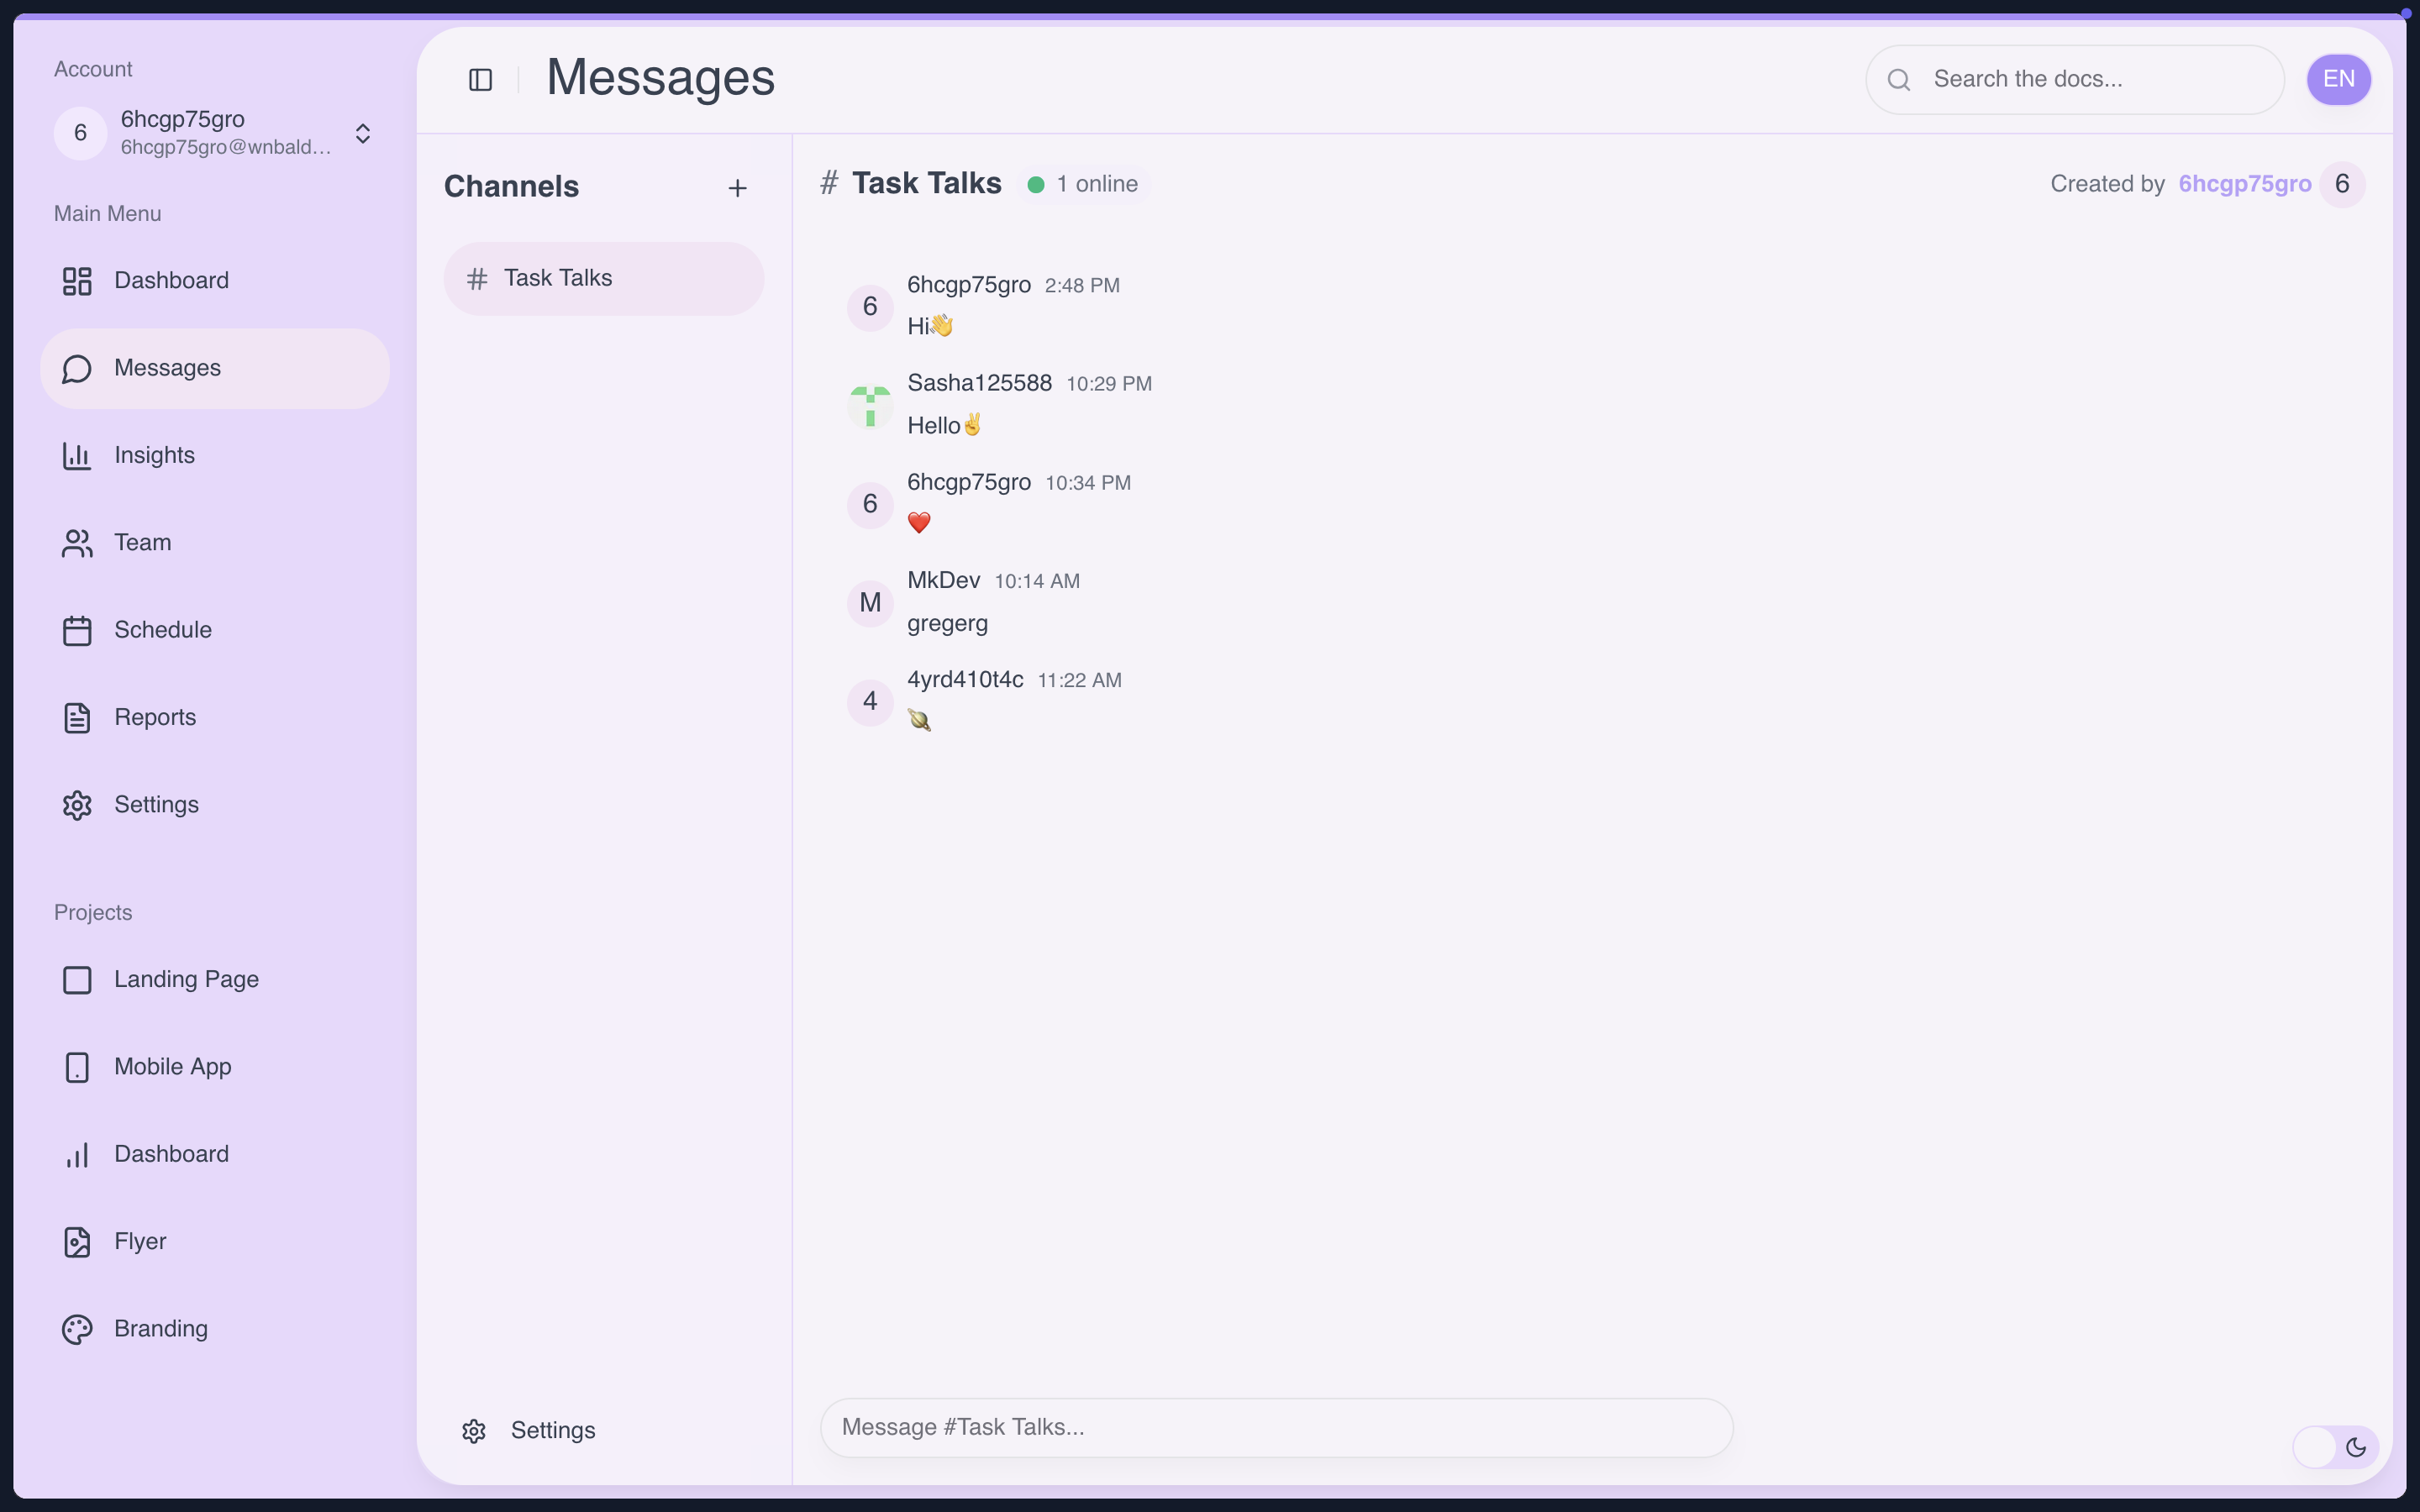 Account
6
6hcgp75gro
6hcgp75gro@wnbald...
Main Menu
Dashboard
Messages
Insights
Team
Schedule
Reports
Settings
Projects
Landing Page
Mobile App
Dashboard
Flyer
Branding
Messages
Search the docs...
EN
Channels
# Task Talks
Settings
# Task Talks 1 online
Created by 6hcgp75gro 6
6
6hcgp75gro 2:48 PM
Hi👋
Sasha125588 10:29 PM
Hello✌️
6
6hcgp75gro 10:34 PM
❤️
M
MkDev 10:14 AM
gregerg
4
4yrd410t4c 11:22 AM
🪐
Message #Task Talks...